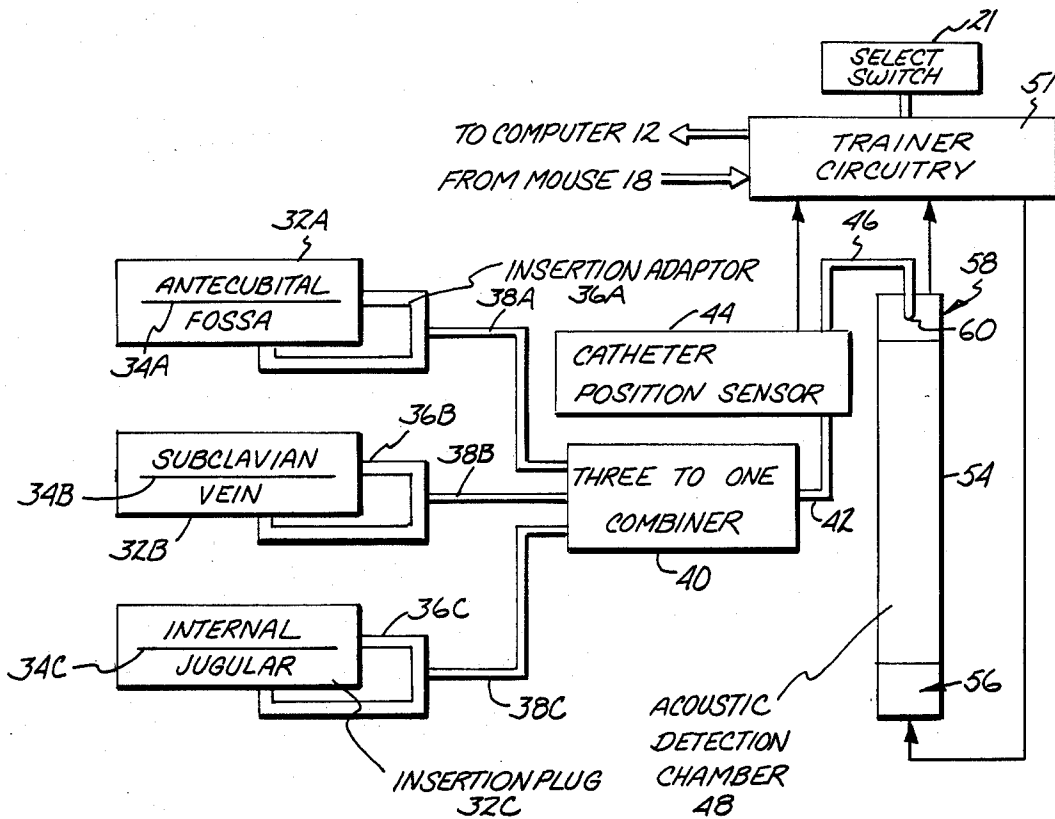 21
SELECT
SWITCH
51
TO COMPUTER 12
TRAINER
CIRCUITRY
FROM MOUSE 18
32A
46
ANTECUBITAL
FOSSA
34A
INSERTION ADAPTOR
36A
38A
44
58
60
CATHETER
POSITION SENSOR
36B
SUBCLAVIAN
VEIN
34B
32B
38B
THREE TO ONE
COMBINER
42
40
54
36C
INTERNAL
JUGULAR
34C
38C
56
INSERTION PLUG
32C
ACOUSTIC
DETECTION
CHAMBER
48